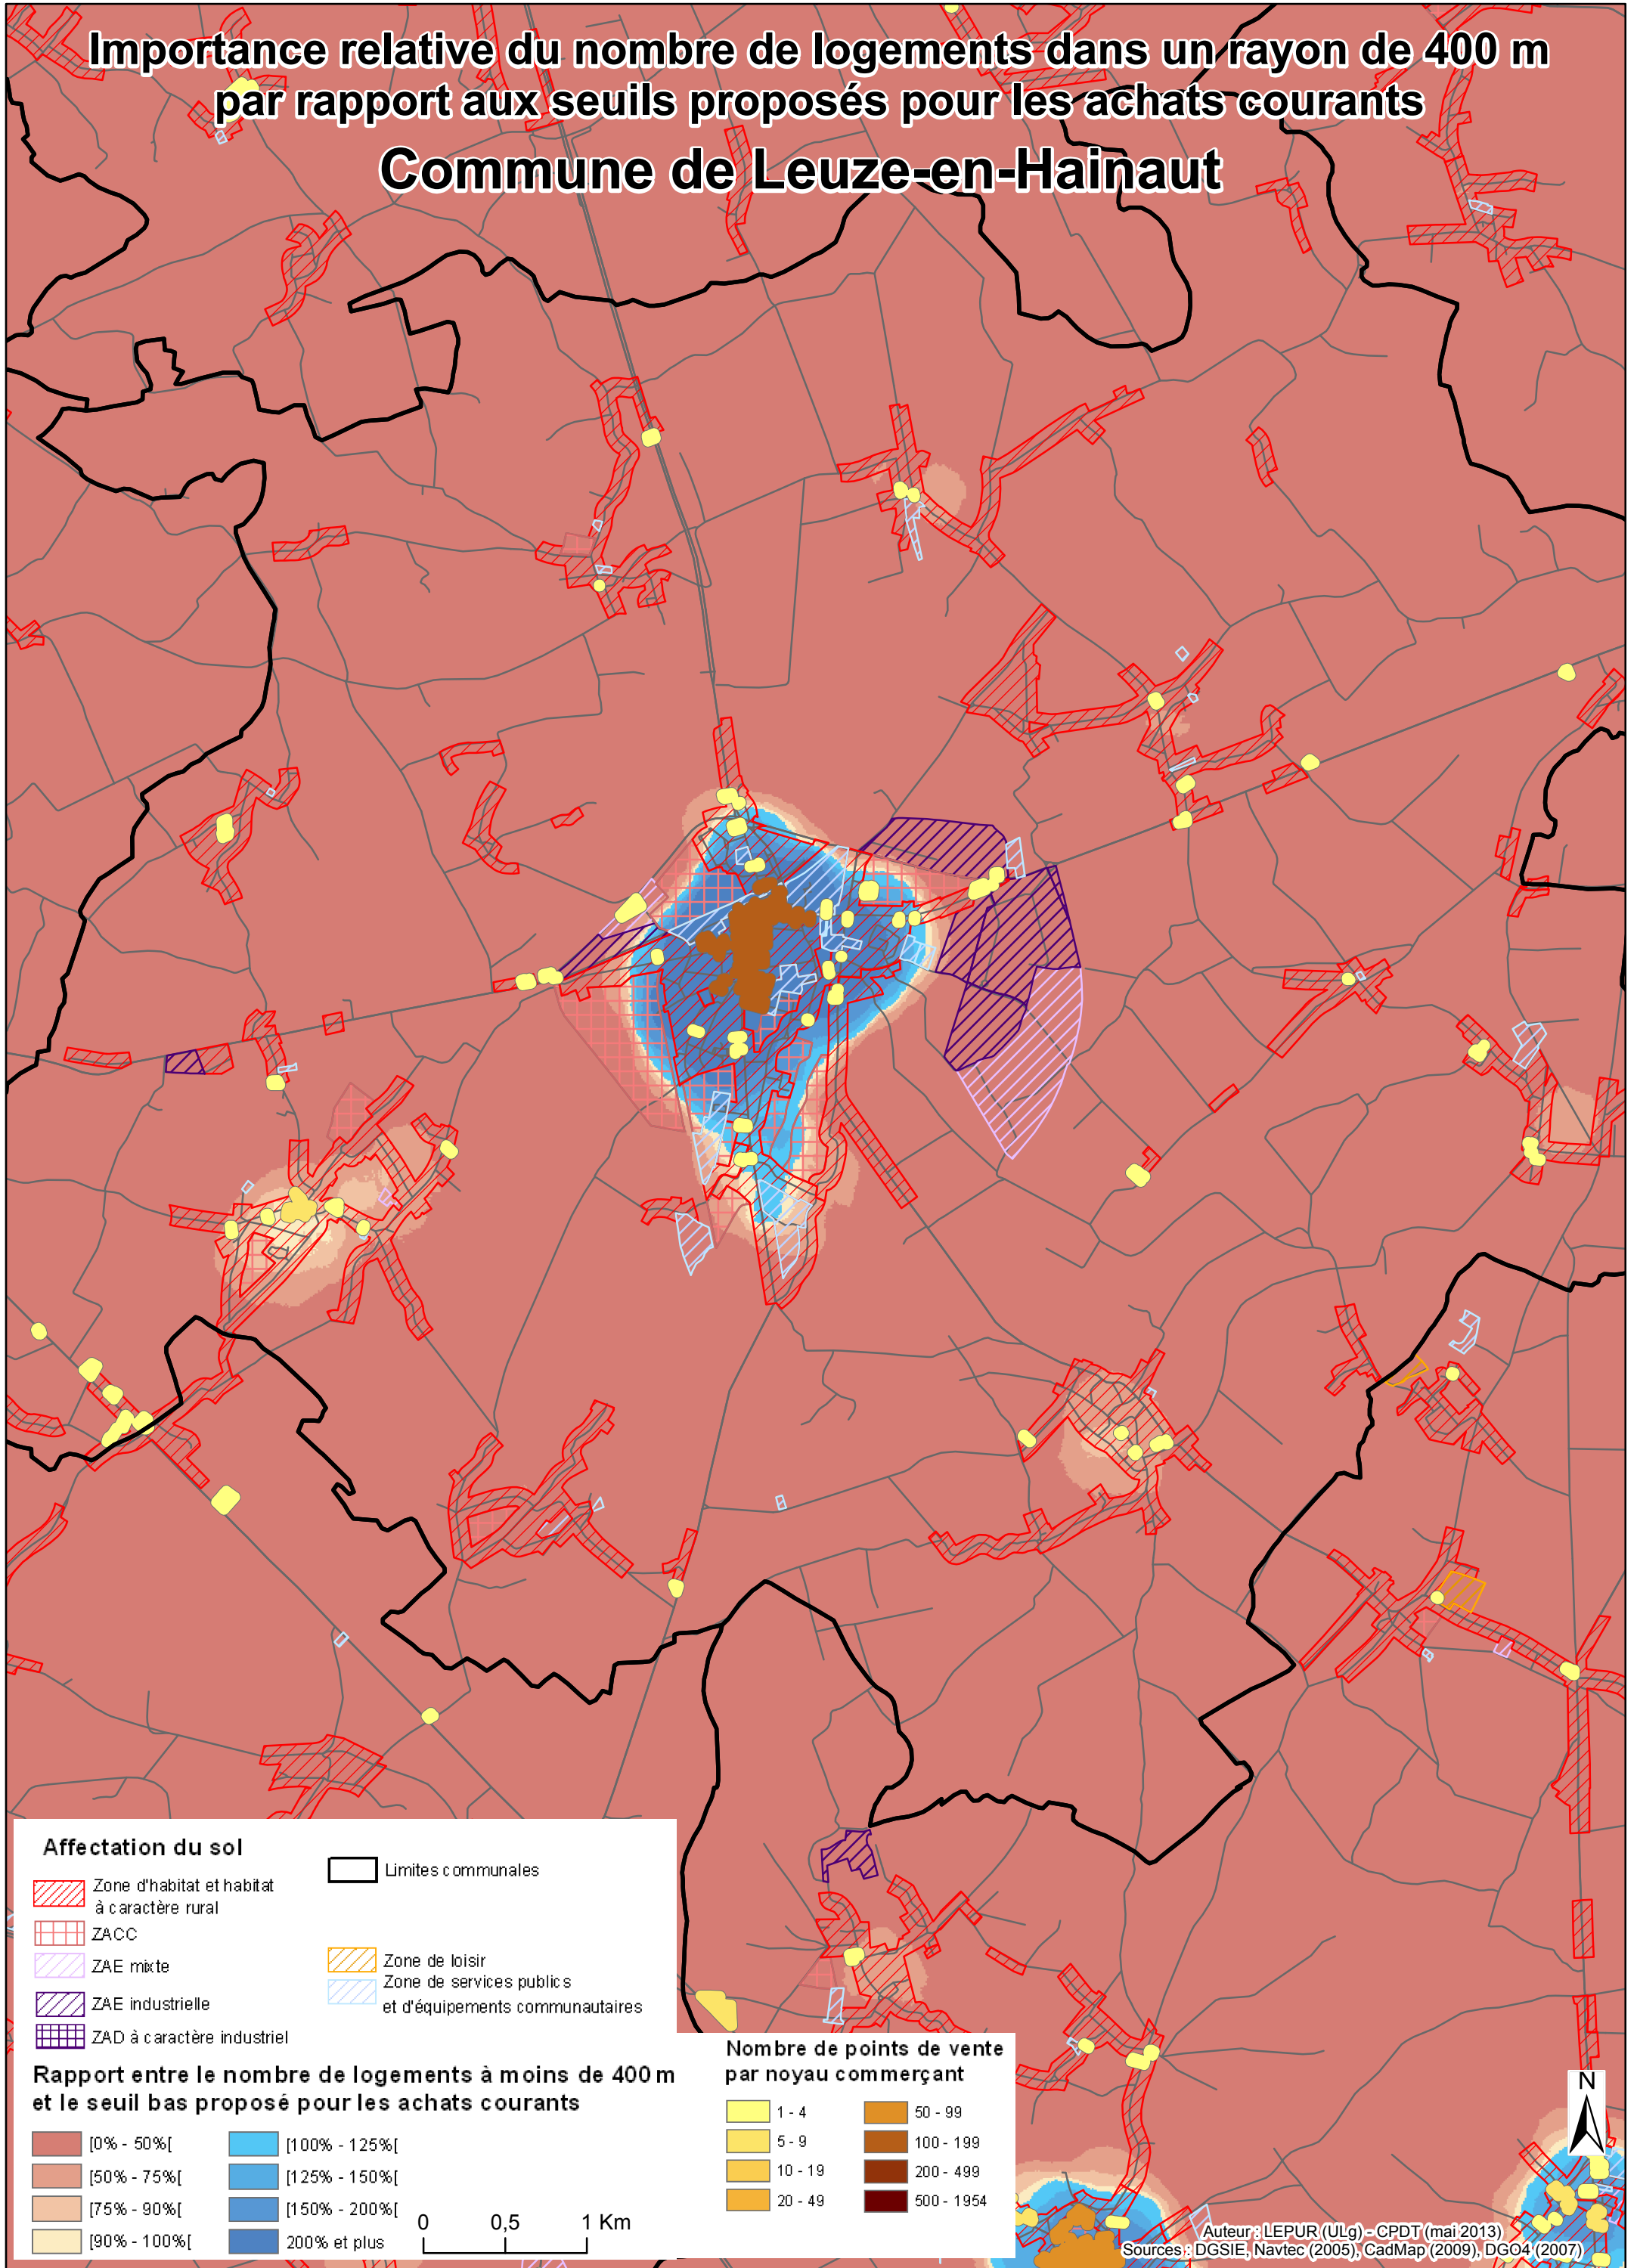 Importance relative du nombre de logements dans un rayon de 400 m
par rapport aux seuils proposés pour les achats courants
Commune de Leuze-en-Hainaut
Affectation du sol
Zone d'habitat et habitat
à caractère rural
ZACC
ZAE mixte
ZAE industrielle
ZAD à caractère industriel
Limites communales
Zone de loisir
Zone de services publics
et d'équipements communautaires
Rapport entre le nombre de logements à moins de 400 m
et le seuil bas proposé pour les achats courants
[0% - 50%[
[50% - 75%[
[75% - 90%[
[90% - 100%[
[100% - 125%[
[125% - 150%[
[150% - 200%[
200% et plus
0 0,5 1 Km
Nombre de points de vente
par noyau commerçant
1 - 4
5 - 9
10 - 19
20 - 49
50 - 99
100 - 199
200 - 499
500 - 1954
N
Auteur : LEPUR (ULg) - CPDT (mai 2013)
Sources : DGSIE, Navtec (2005), CadMap (2009), DGO4 (2007)